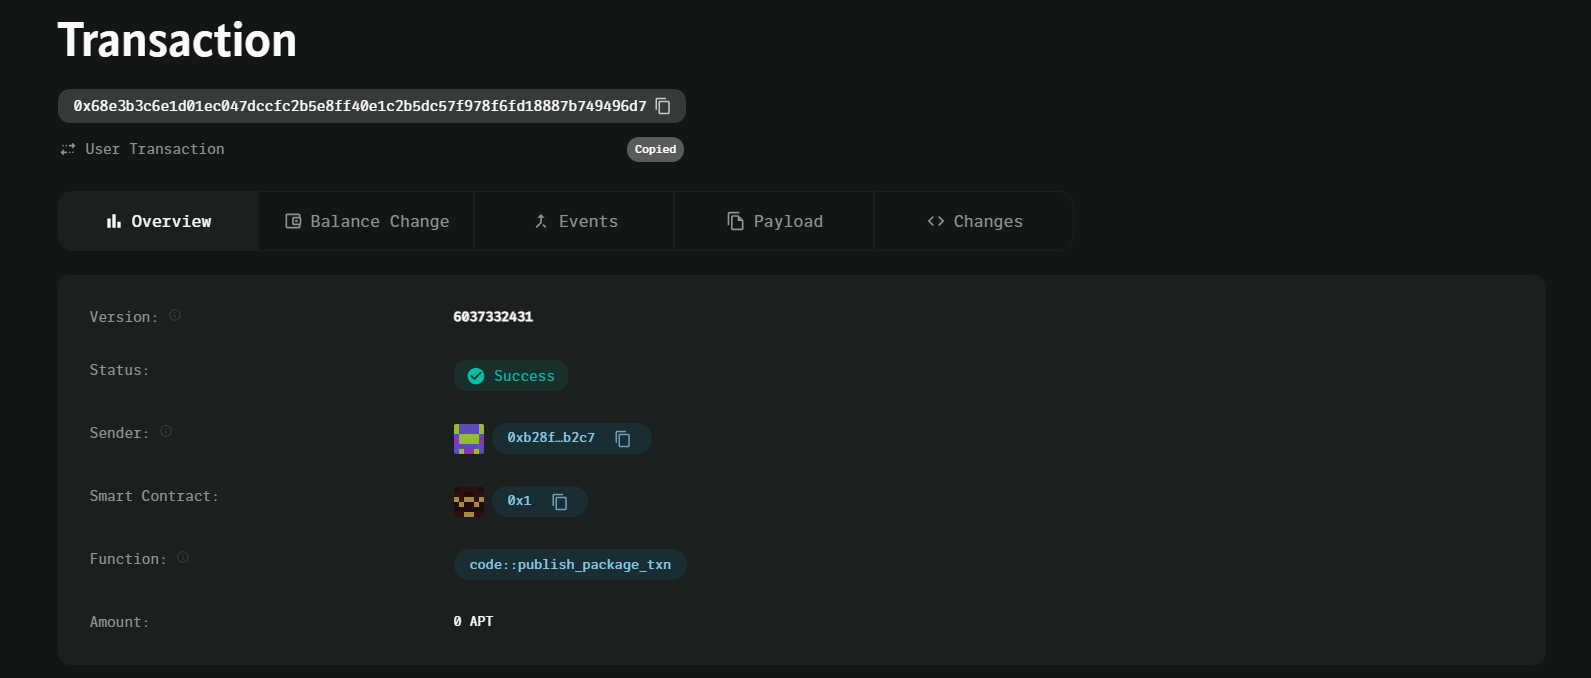 Transaction
0x68e3b3c6e1d01ec047dccfc2b5e8ff40e1c2b5dc57f978f6fd18887b749496d7
User Transaction
Copied
Overview
Balance Change
Events
Payload
Changes
Version:
6037332431
Status:
Success
Sender:
0xb28f…b2c7
Smart Contract:
0x1
Function:
code::publish_package_txn
Amount:
0 APT